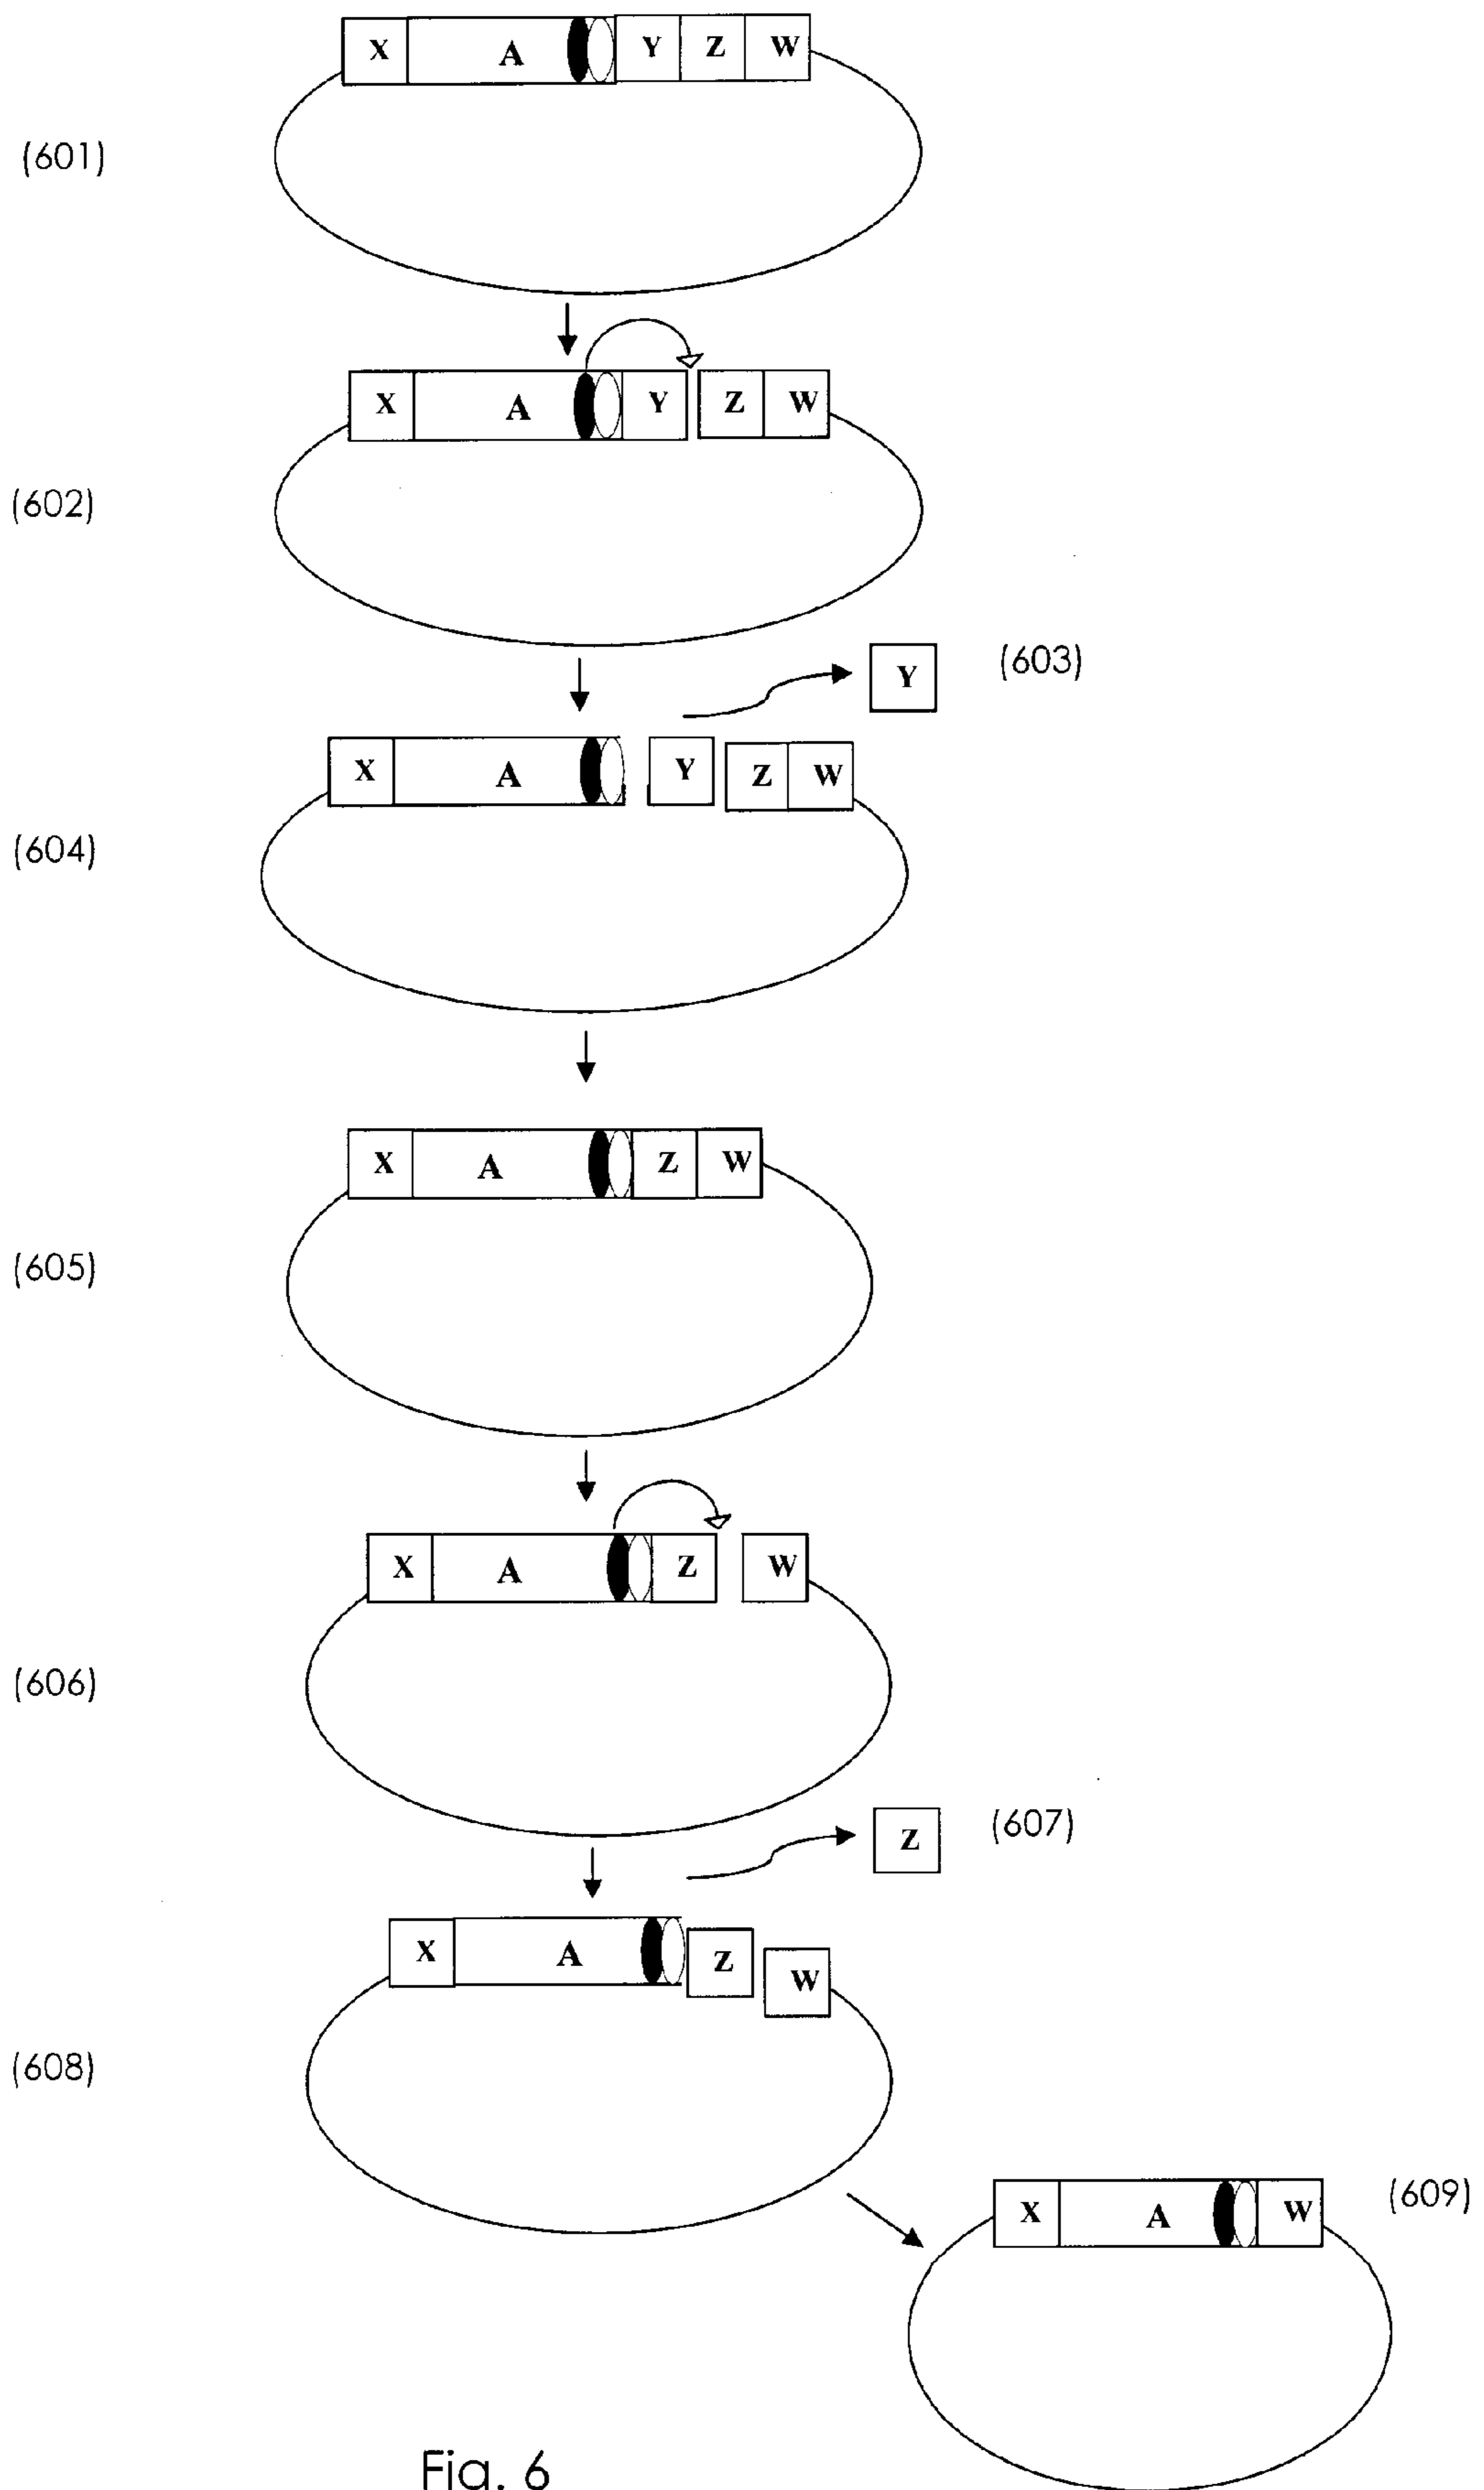 X A Y Z W
(601)
X A Y Z W
(602)
Y (603)
X A Y Z W
(604)
X A Z W
(605)
X A Z W
(606)
Z (607)
X A Z W
(608)
X A W (609)
Fig. 6